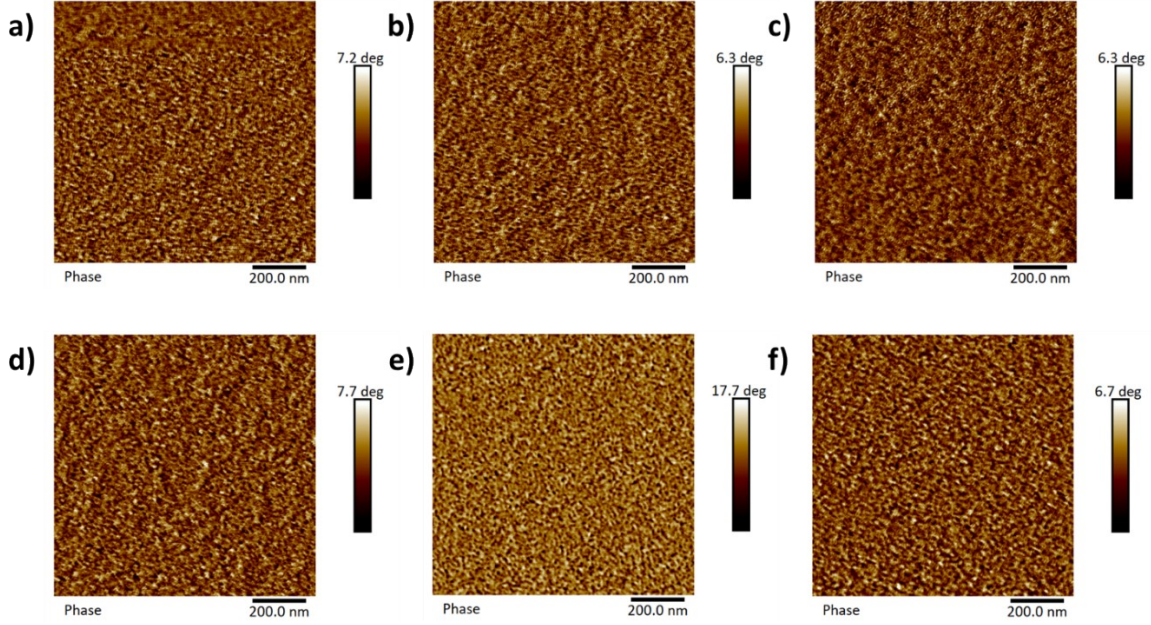 a)
7.2 deg
Phase
200.0 nm
b)
6.3 deg
Phase
200.0 nm
c)
6.3 deg
Phase
200.0 nm
d)
7.7 deg
Phase
200.0 nm
e)
17.7 deg
Phase
200.0 nm
f)
6.7 deg
Phase
200.0 nm